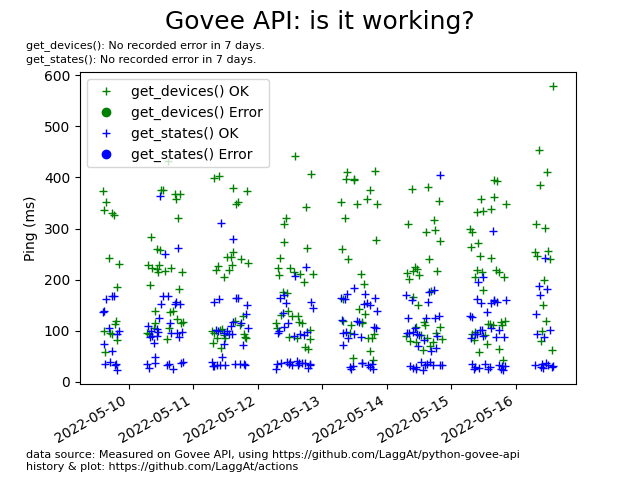 Govee API: is it working?
get_devices(): No recorded error in 7 days.
get_states(): No recorded error in 7 days.
600
500
400
300
200
100
0
Ping (ms)
get_devices() OK
get_devices() Error
get_states() OK
get_states() Error
2022-05-10
2022-05-11
2022-05-12
2022-05-13
2022-05-14
2022-05-15
2022-05-16
data source: Measured on Govee API, using https://github.com/LaggAt/python-govee-api
history & plot: https://github.com/LaggAt/actions